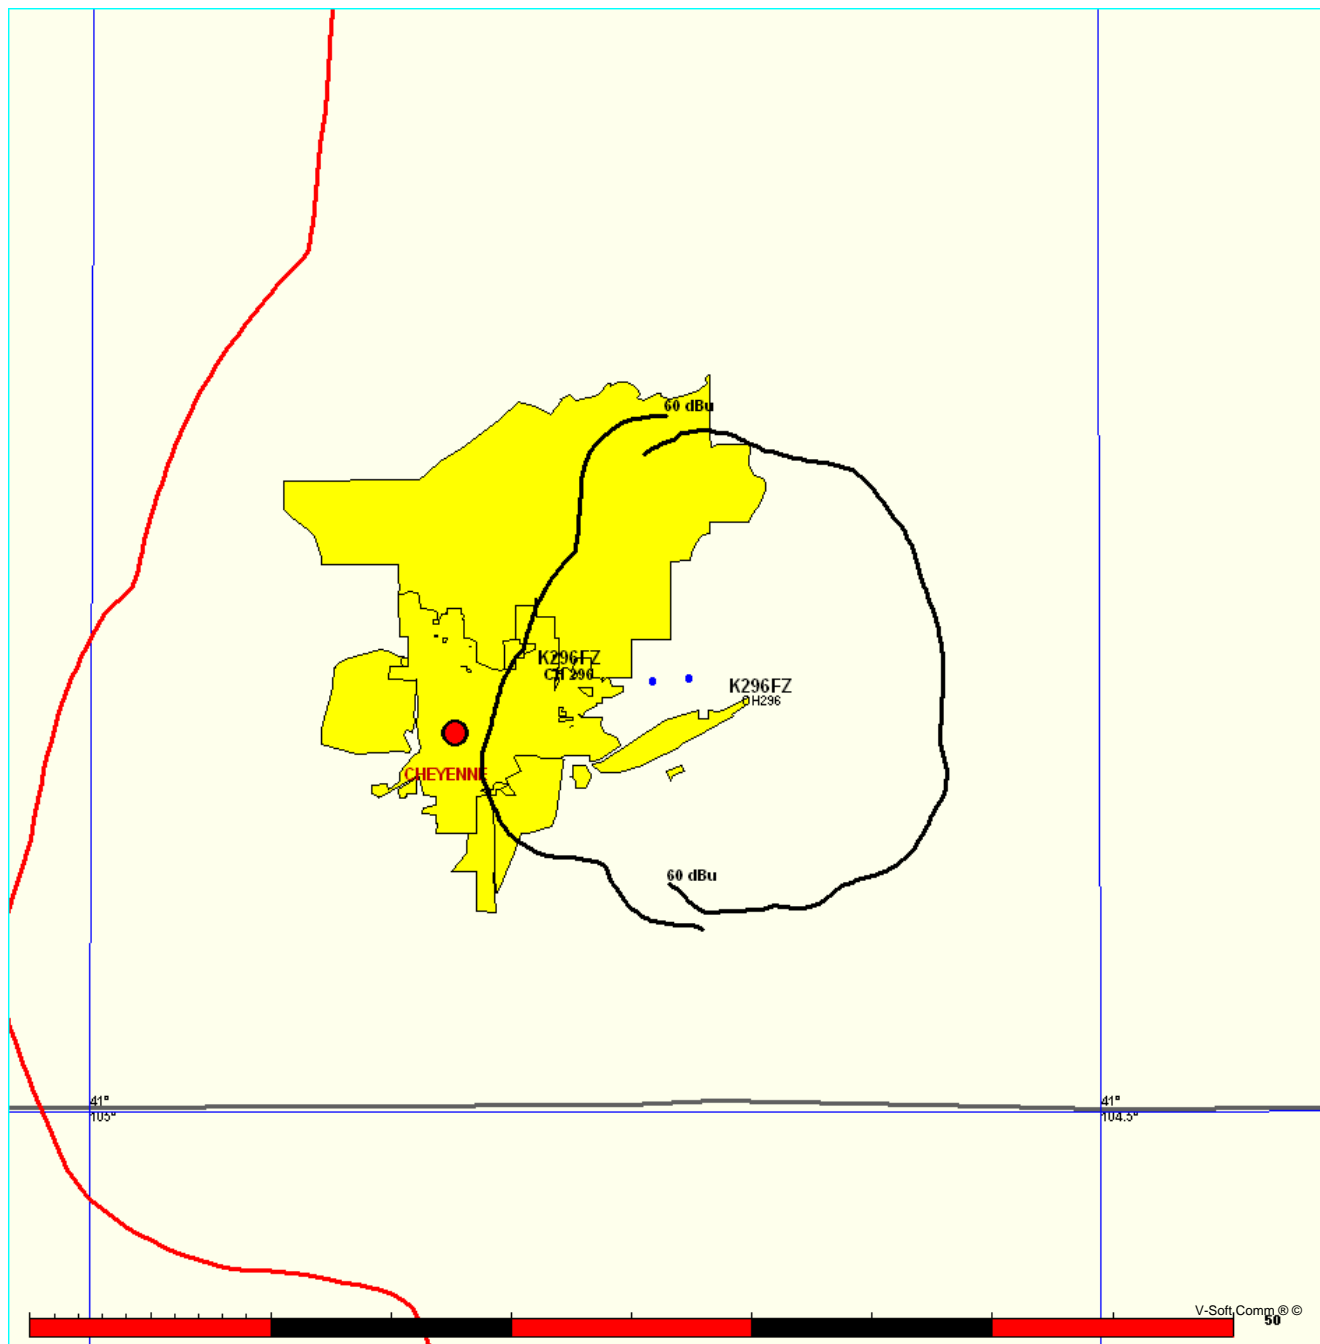 60 dBu
K296FZ
CH 296
K296FZ
CH296
CHEYENNE
60 dBu
41°
105°
41°
104.5°
V-Soft Comm ® ©
50